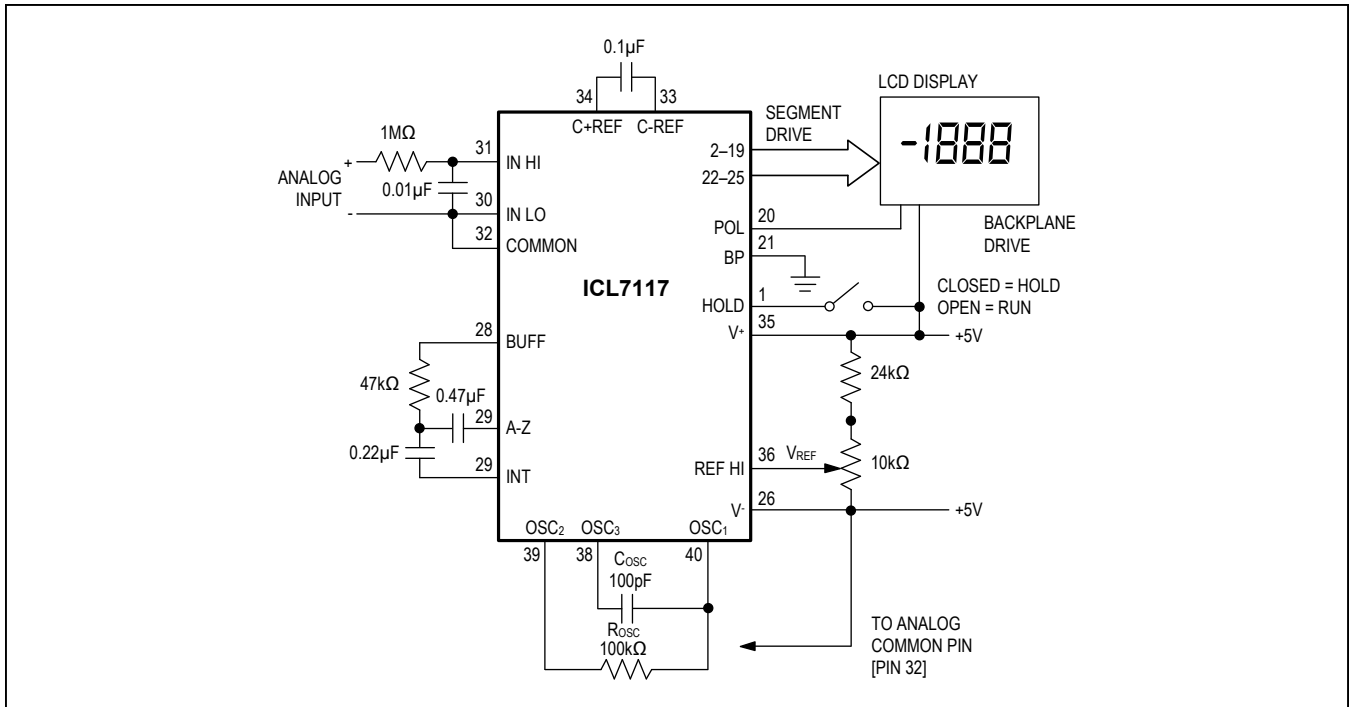 0.1µF
34
33
C+REF
C-REF
LCD DISPLAY
-1888
SEGMENT
DRIVE
1MΩ
31
IN HI
2–19
22–25
+
ANALOG
INPUT
-
0.01µF
30
IN LO
32
COMMON
POL
20
BP
21
BACKPLANE
DRIVE
ICL7117
HOLD
1
CLOSED = HOLD
OPEN = RUN
V+
35
+5V
28
BUFF
47kΩ
0.47µF
29
A-Z
0.22µF
29
INT
24kΩ
REF HI
36
VREF
10kΩ
V-
26
+5V
OSC2
OSC3
OSC1
39
38
40
COSC
100pF
ROSC
100kΩ
TO ANALOG
COMMON PIN
[PIN 32]